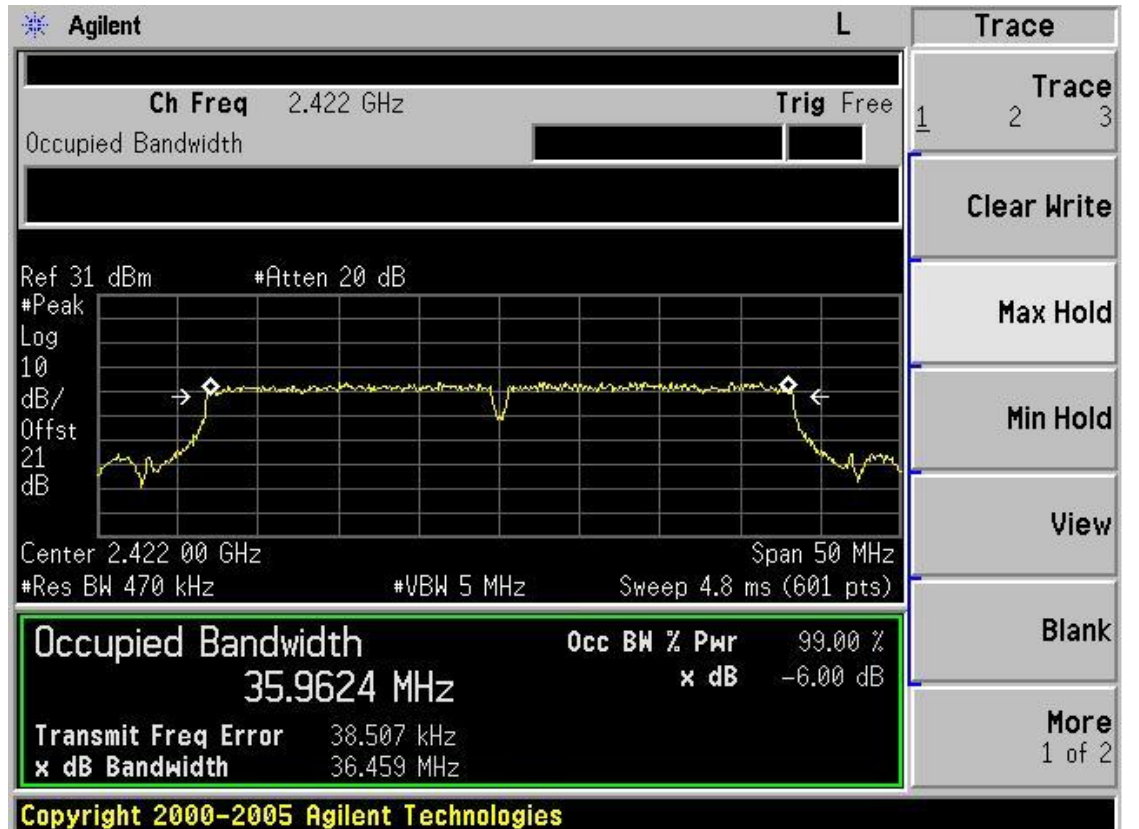 Agilent L Trace
Ch Freq 2.422 GHz Trig Free
Occupied Bandwidth
Trace
1 2 3
Clear Write
Max Hold
Min Hold
View
Blank
More
1 of 2
Ref 31 dBm #Atten 20 dB
#Peak
Log
10
dB/
Offst
21
dB
Center 2.422 00 GHz Span 50 MHz
#Res BW 470 kHz #VBW 5 MHz Sweep 4.8 ms (601 pts)
Occupied Bandwidth Occ BW % Pwr 99.00 %
35.9624 MHz x dB -6.00 dB
Transmit Freq Error 38.507 kHz
x dB Bandwidth 36.459 MHz
Copyright 2000-2005 Agilent Technologies